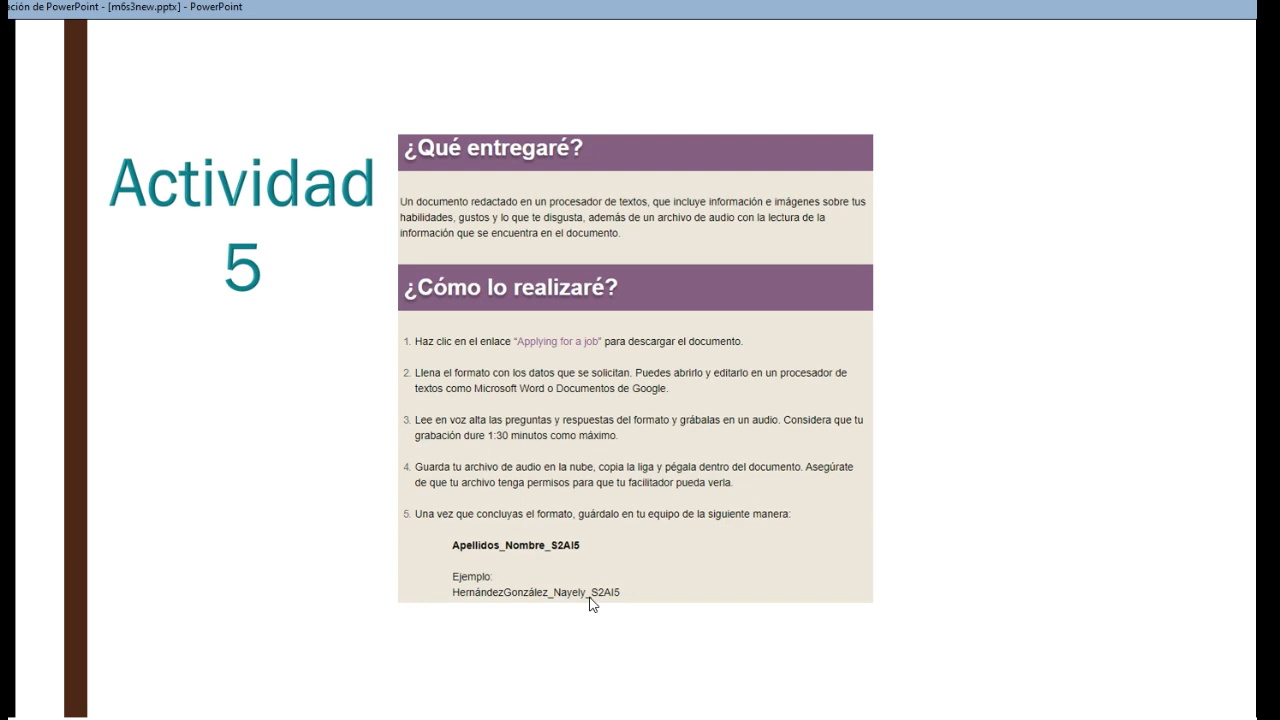 ación de PowerPoint - [m6s3new.pptx] - PowerPoint
Actividad
5
¿Qué entregaré?
Un documento redactado en un procesador de textos, que incluye información e imágenes sobre tus
habilidades, gustos y lo que te disgusta, además de un archivo de audio con la lectura de la
información que se encuentra en el documento.
¿Cómo lo realizaré?
1. Haz clic en el enlace “Applying for a job” para descargar el documento.
2. Llena el formato con los datos que se solicitan. Puedes abrirlo y editarlo en un procesador de
textos como Microsoft Word o Documentos de Google.
3. Lee en voz alta las preguntas y respuestas del formato y grábalas en un audio. Considera que tu
grabación dure 1:30 minutos como máximo.
4. Guarda tu archivo de audio en la nube, copia la liga y pégala dentro del documento. Asegúrate
de que tu archivo tenga permisos para que tu facilitador pueda verla.
5. Una vez que concluyas el formato, guárdalo en tu equipo de la siguiente manera:
Apellidos_Nombre_S2AI5
Ejemplo:
HernándezGonzález_Nayely_S2AI5